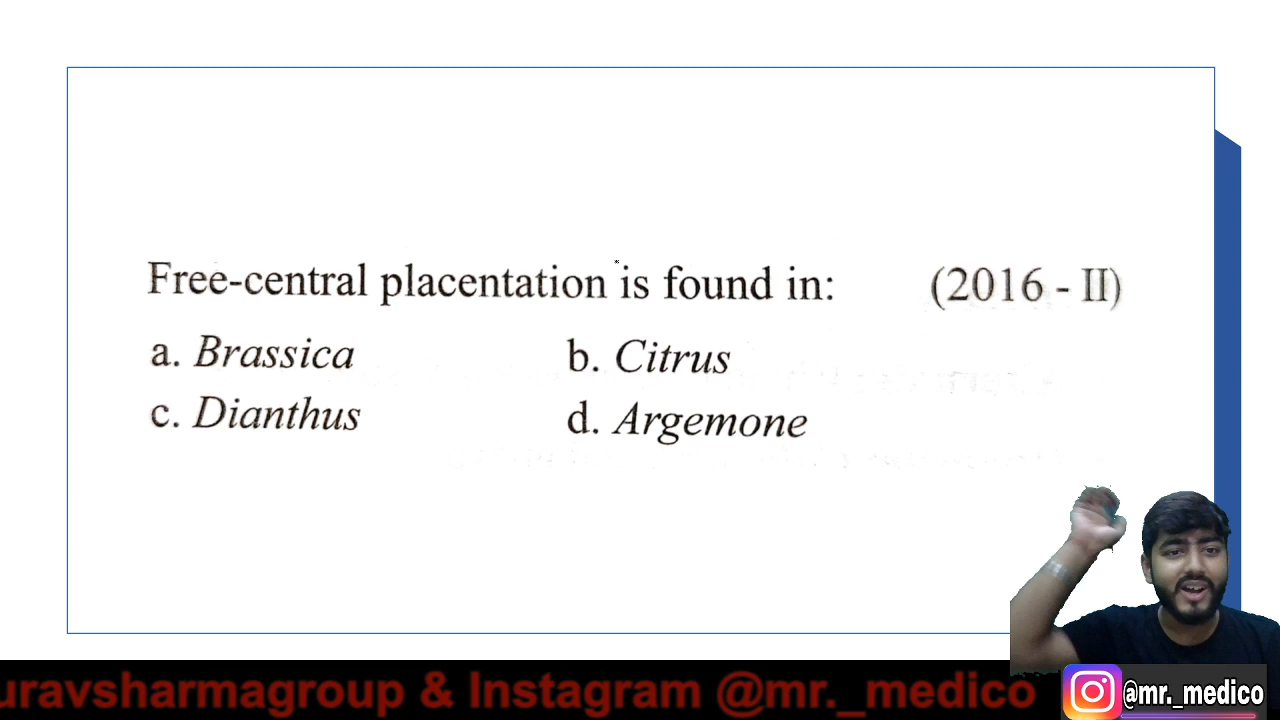 Free-central placentation is found in: (2016 - II)
a. Brassica b. Citrus
c. Dianthus d. Argemone
uravsharmagroup & Instagram @mr._medico
@mr._medico